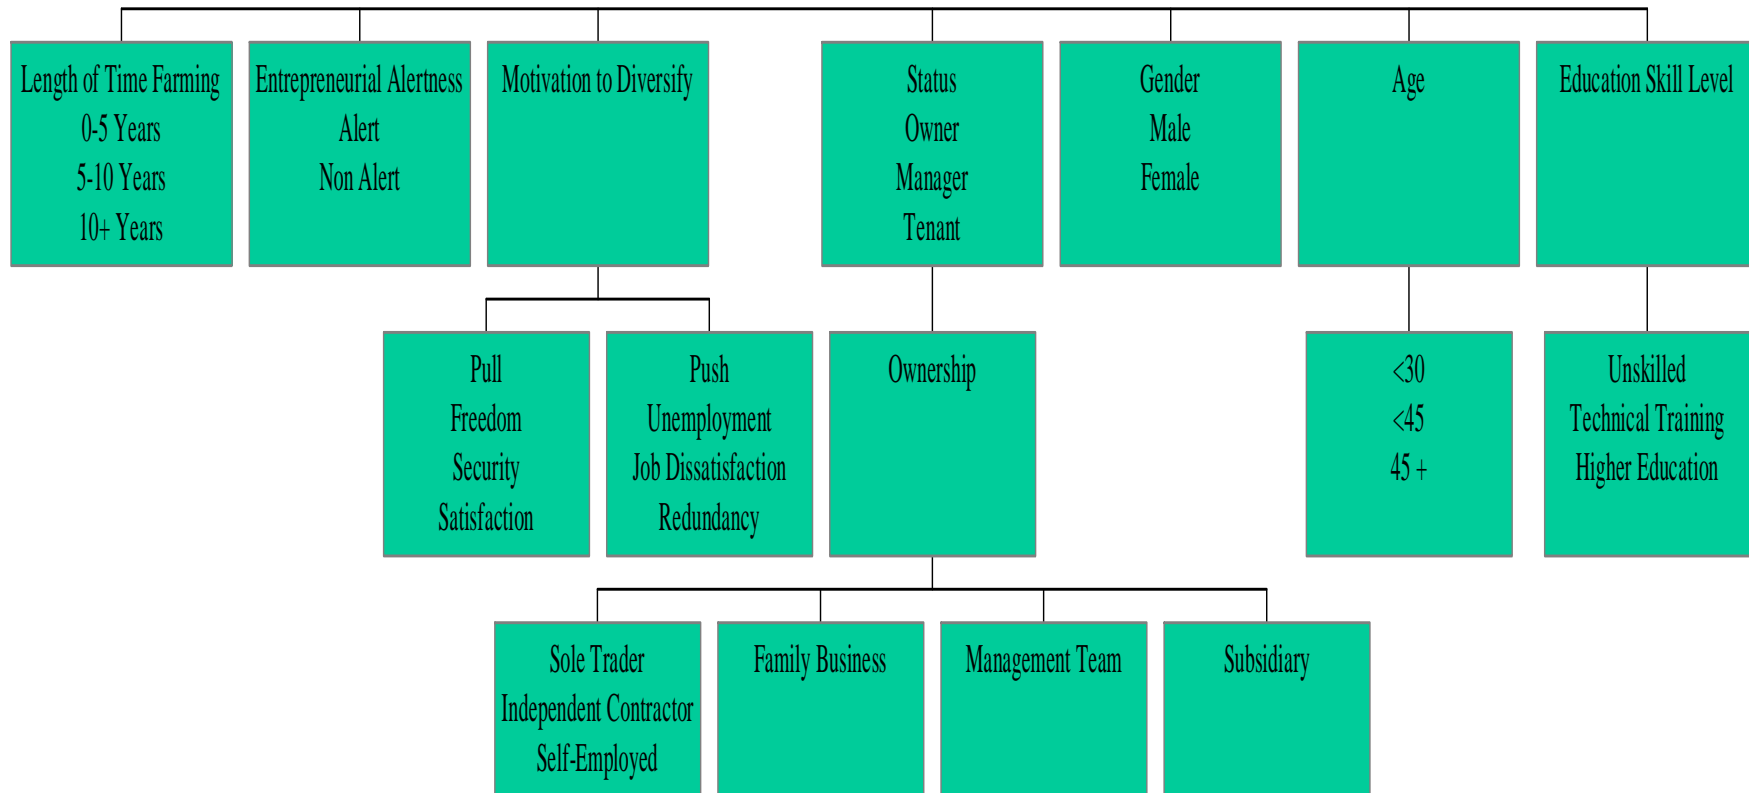 Length of Time Farming
0-5 Years
5-10 Years
10+ Years
Entrepreneurial Alertness
Alert
Non Alert
Motivation to Diversify
Status
Owner
Manager
Tenant
Gender
Male
Female
Age
Education Skill Level
Pull
Freedom
Security
Satisfaction
Push
Unemployment
Job Dissatisfaction
Redundancy
Ownership
<30
<45
45 +
Unskilled
Technical Training
Higher Education
Sole Trader
Independent Contractor
Self-Employed
Family Business
Management Team
Subsidiary